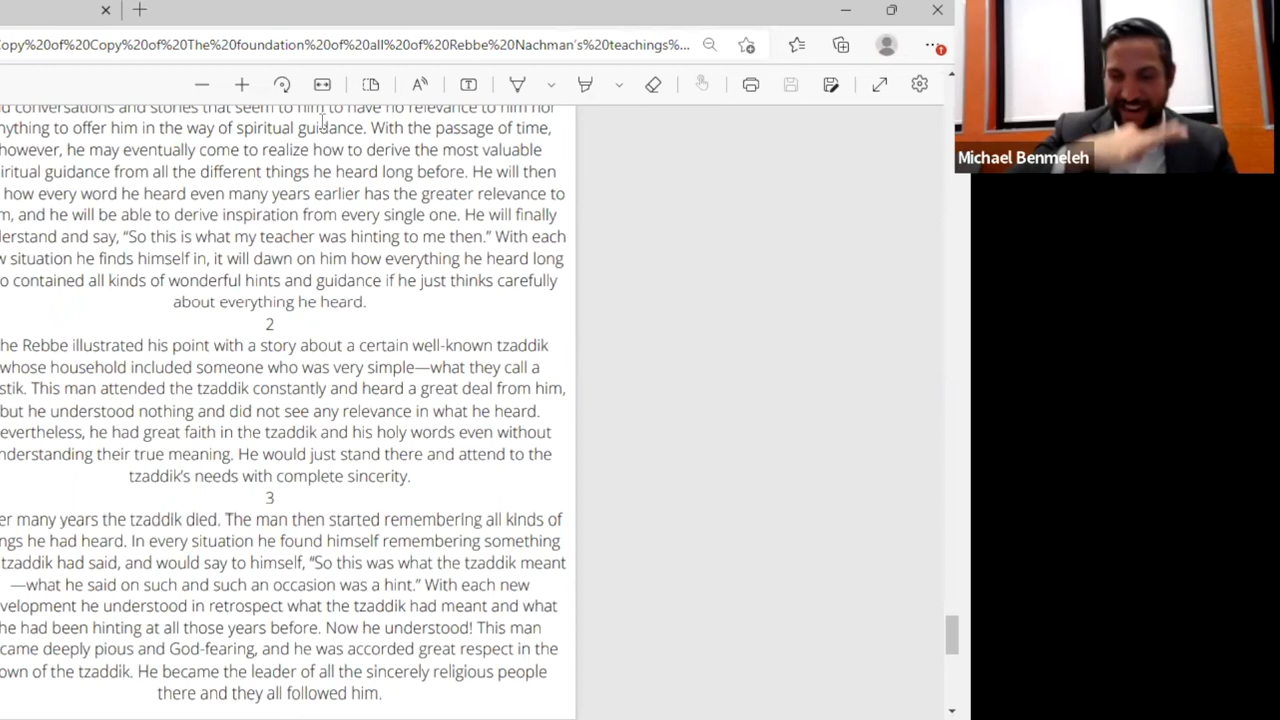 opy%20of%20Copy%20of%20The%20foundation%20of%20all%20of%20Rebbe%20Nachman's%20teachings%...
Michael Benmeleh
d conversations and stories that seem to him to have no relevance to him nor
nything to offer him in the way of spiritual guidance. With the passage of time,
however, he may eventually come to realize how to derive the most valuable
iritual guidance from all the different things he heard long before. He will then
how every word he heard even many years earlier has the greater relevance to
m, and he will be able to derive inspiration from every single one. He will finally
derstand and say, “So this is what my teacher was hinting to me then.” With each
w situation he finds himself in, it will dawn on him how everything he heard long
o contained all kinds of wonderful hints and guidance if he just thinks carefully
about everything he heard.
2
he Rebbe illustrated his point with a story about a certain well-known tzaddik
whose household included someone who was very simple—what they call a
stik. This man attended the tzaddik constantly and heard a great deal from him,
but he understood nothing and did not see any relevance in what he heard.
evertheless, he had great faith in the tzaddik and his holy words even without
nderstanding their true meaning. He would just stand there and attend to the
tzaddik’s needs with complete sincerity.
3
er many years the tzaddik died. The man then started remembering all kinds of
ngs he had heard. In every situation he found himself remembering something
tzaddik had said, and would say to himself, “So this was what the tzaddik meant
—what he said on such and such an occasion was a hint.” With each new
velopment he understood in retrospect what the tzaddik had meant and what
he had been hinting at all those years before. Now he understood! This man
came deeply pious and God-fearing, and he was accorded great respect in the
own of the tzaddik. He became the leader of all the sincerely religious people
there and they all followed him.